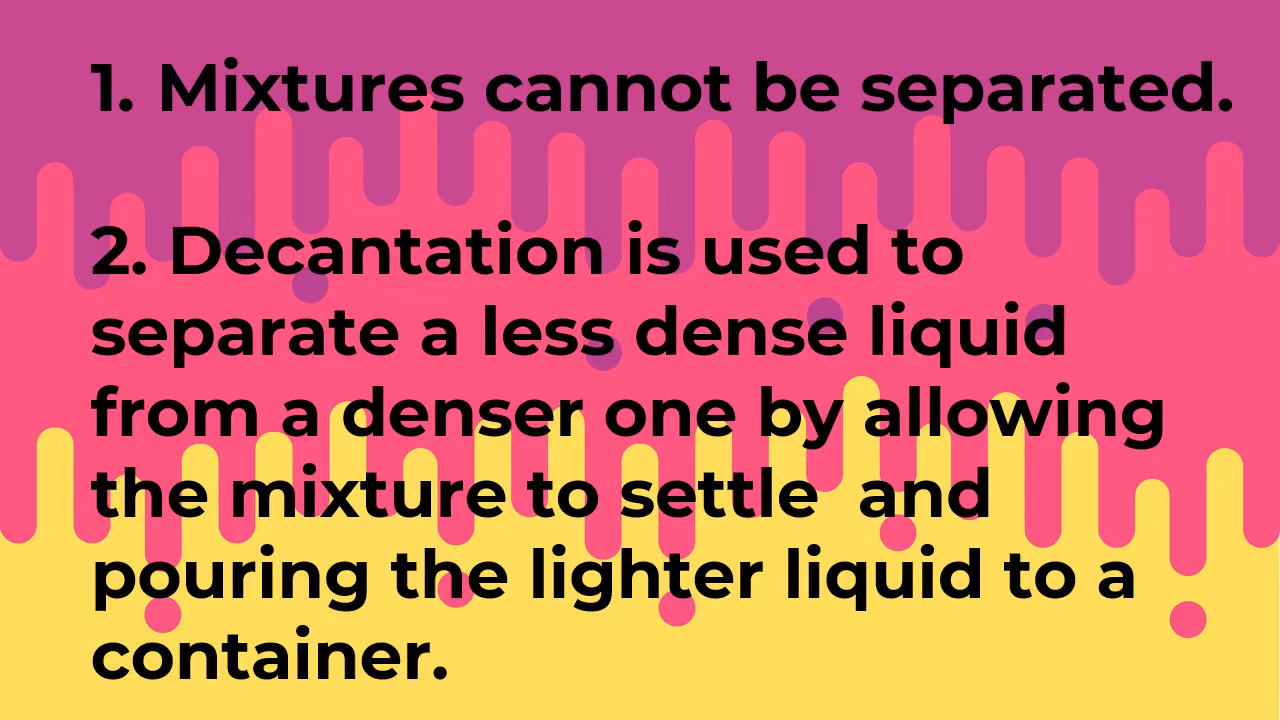 1. Mixtures cannot be separated.
2. Decantation is used to
separate a less dense liquid
from a denser one by allowing
the mixture to settle  and
pouring the lighter liquid to a
container.